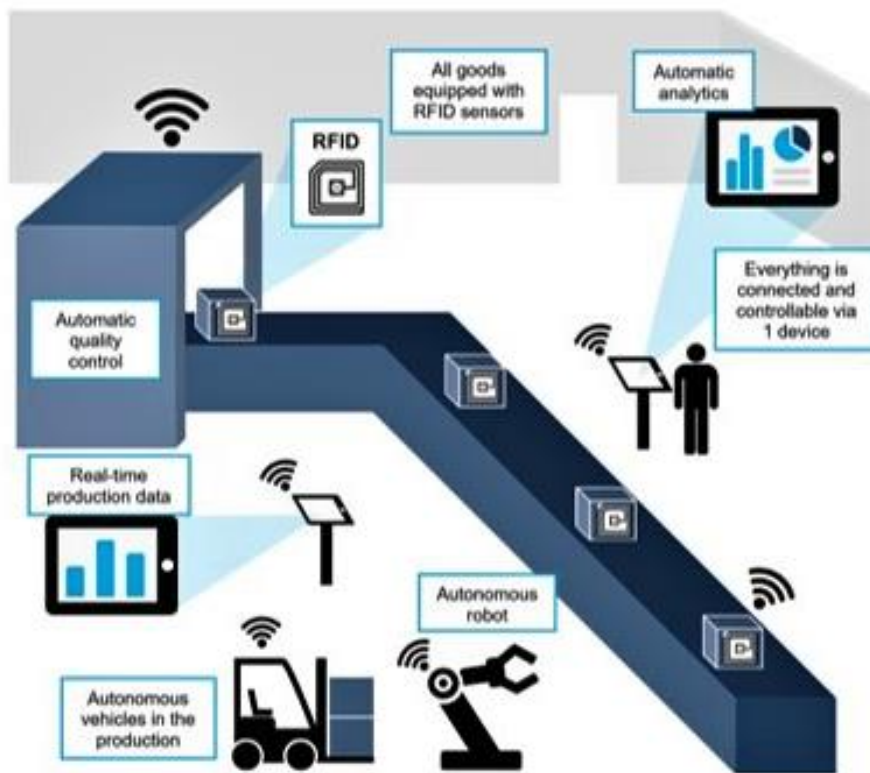 All goods
equipped with
RFID sensors
Automatic
analytics
RFID
Everything is
connected and
controllable via
1 device
Automatic
quality
control
Real-time
production data
Autonomous
robot
Autonomous
vehicles in the
production